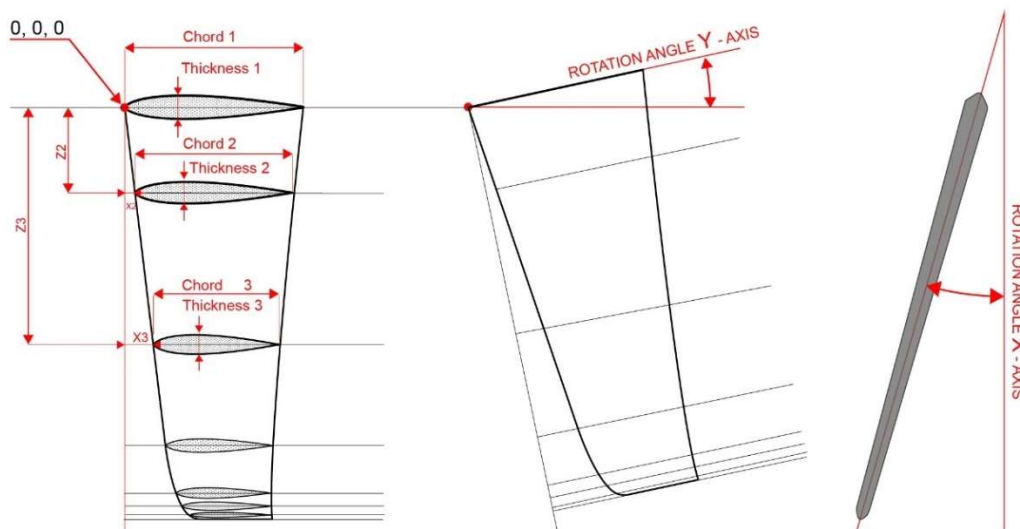 0, 0, 0
Chord 1
Thickness 1
Z2
Chord 2
Thickness 2
X2
Z3
Chord 3
Thickness 3
X3
ROTATION ANGLE Y - AXIS
ROTATION ANGLE X - AXIS